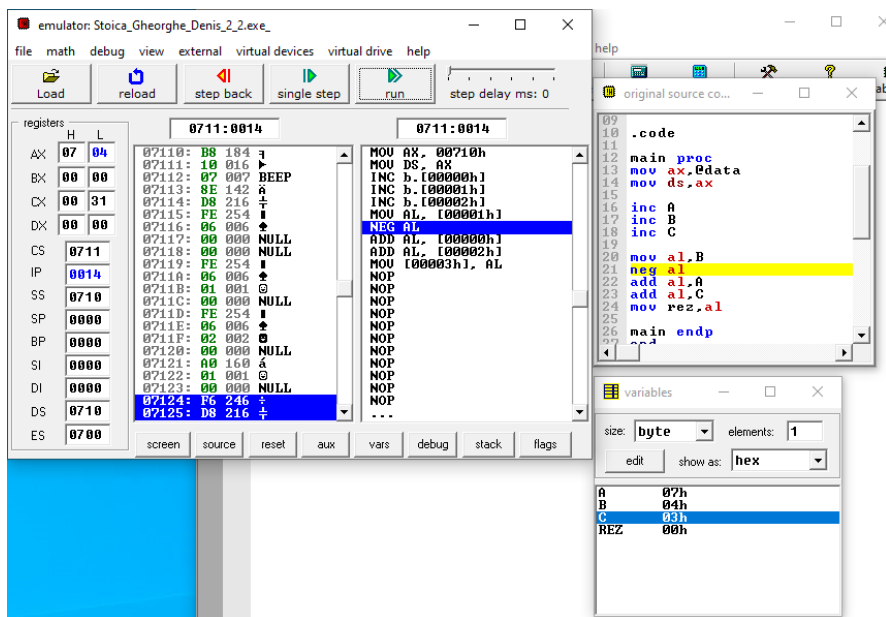 emulator: Stoica_Gheorghe_Denis_2_2.exe_
file math debug view external virtual devices virtual drive help
Load reload step back single step run step delay ms: 0
registers
H L
AX 07 04
BX 00 00
CX 00 31
DX 00 00
CS 0711
IP 0014
SS 0710
SP 0000
BP 0000
SI 0000
DI 0000
DS 0710
ES 0700
0711:0014
07110: B8 184 ╕
07111: 10 016 ►
07112: 07 007 BEEP
07113: 8E 142 Ä
07114: D8 216 ╪
07115: FE 254 ■
07116: 06 006 ♠
07117: 00 000 NULL
07118: 00 000 NULL
07119: FE 254 ■
0711A: 06 006 ♠
0711B: 01 001 ☺
0711C: 00 000 NULL
0711D: FE 254 ■
0711E: 06 006 ♠
0711F: 02 002 ☻
07120: 00 000 NULL
07121: A0 160 á
07122: 01 001 ☺
07123: 00 000 NULL
07124: F6 246 ÷
07125: D8 216 ╪
0711:0014
MOV AX, 00710h
MOV DS, AX
INC b.[00000h]
INC b.[00001h]
INC b.[00002h]
MOV AL, [00001h]
NEG AL
ADD AL, [00000h]
ADD AL, [00002h]
MOV [00003h], AL
NOP
NOP
NOP
NOP
NOP
NOP
NOP
NOP
NOP
NOP
NOP
...
screen source reset aux vars debug stack flags
help
original source co...
09
10 .code
11
12 main proc
13 mov ax,@data
14 mov ds,ax
15
16 inc A
17 inc B
18 inc C
19
20 mov al,B
21 neg al
22 add al,A
23 add al,C
24 mov rez,al
25
26 main endp
27 end
variables
size: byte elements: 1
edit show as: hex
A 07h
B 04h
C 03h
REZ 00h